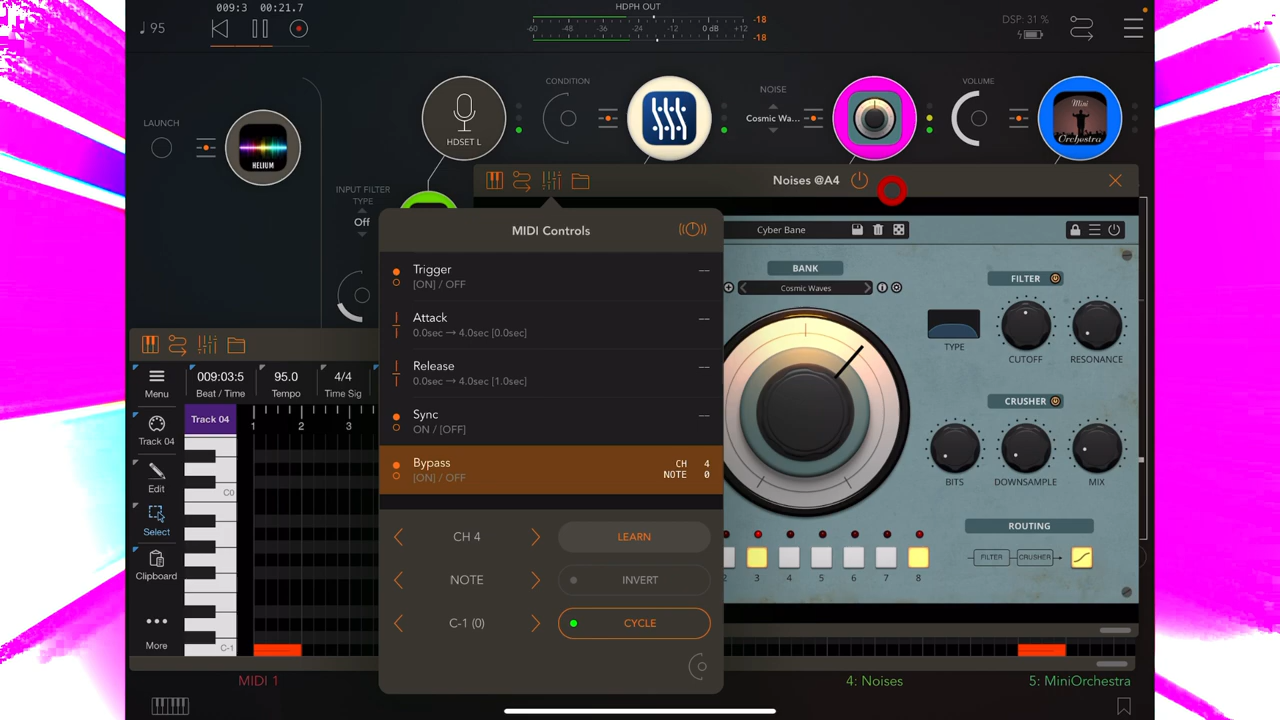 ♩95
009:3 00:21.7
HDPH OUT
-60 -36 -24 -12 0 dB +12
-18
-18
DSP: 31 %
LAUNCH
HELIUM
HDSET L
CONDITION
NOISE
Cosmic Wa...
VOLUME
Mini
Orchestra
INPUT FILTER
TYPE
Off
Noises @A4
MIDI Controls
Trigger
[ON] / OFF
--
Attack
0.0sec → 4.0sec [0.0sec]
--
Release
0.0sec → 4.0sec [1.0sec]
--
Sync
ON / [OFF]
--
Bypass
[ON] / OFF
CH 4
NOTE 0
CH 4
LEARN
NOTE
INVERT
C-1 (0)
CYCLE
Cyber Bane
BANK
Cosmic Waves
FILTER
TYPE
CUTOFF
RESONANCE
CRUSHER
BITS
DOWNSAMPLE
MIX
ROUTING
FILTER
CRUSHER
2 3 4 5 6 7 8
Menu
009:03:5
Beat / Time
95.0
Tempo
4/4
Time Sig
Track 04
Track 04
1 2 3
Edit
Select
Clipboard
More
C0
C-1
MIDI 1
4: Noises
5: MiniOrchestra